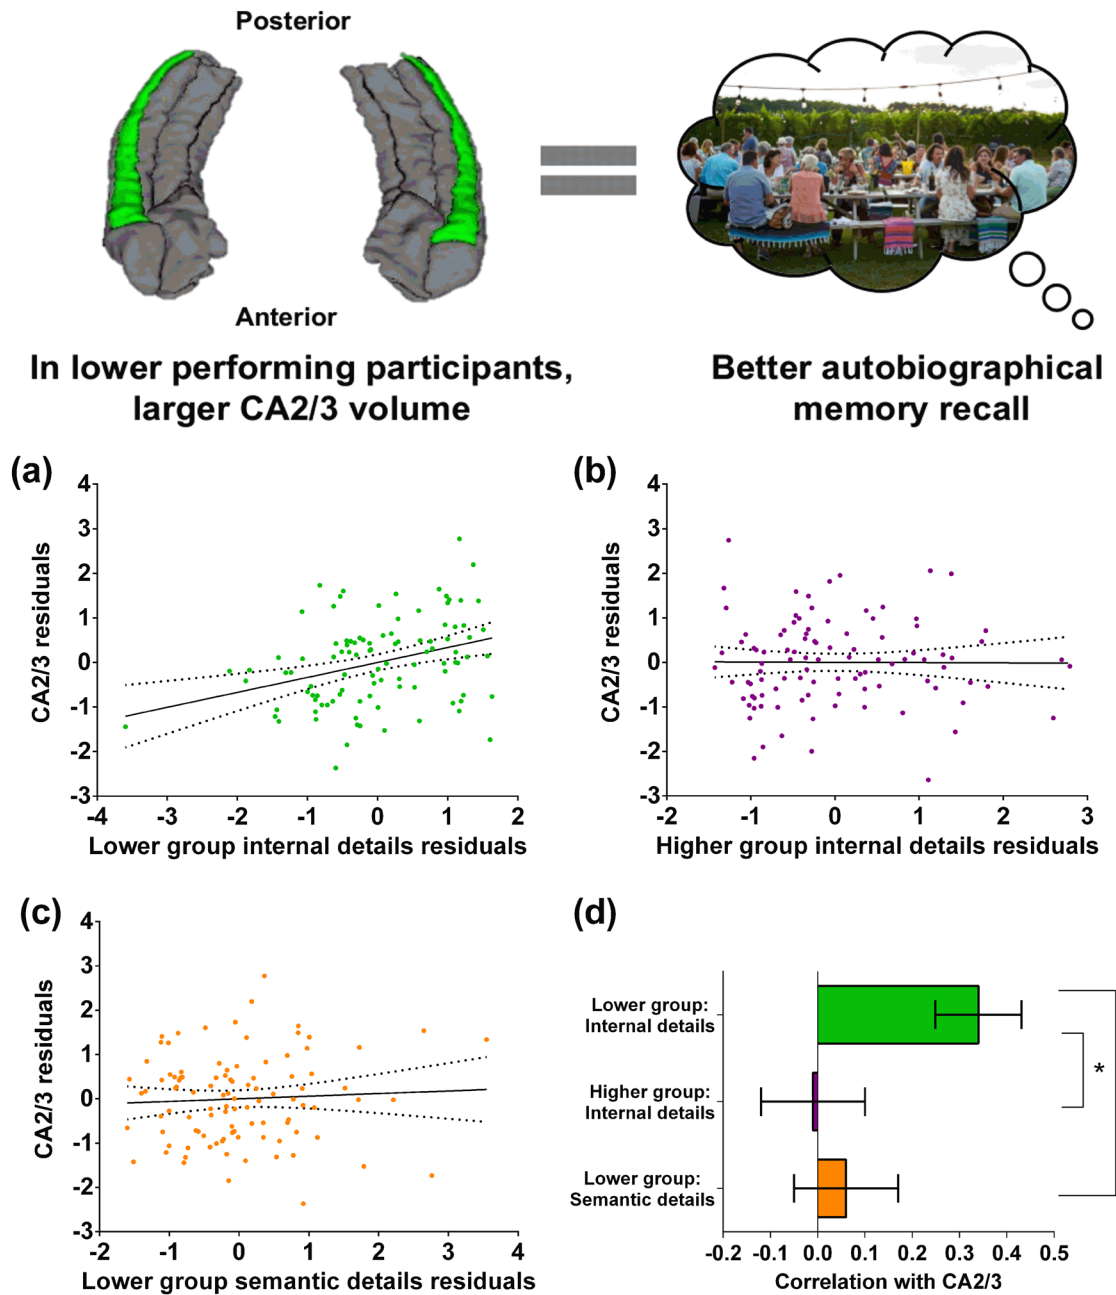 Posterior
Anterior
In lower performing participants,
larger CA2/3 volume
Better autobiographical
memory recall
(a)
CA2/3 residuals
4
3
2
1
0
-1
-2
-3
-4 -3 -2 -1 0 1 2
Lower group internal details residuals
(b)
CA2/3 residuals
4
3
2
1
0
-1
-2
-3
-2 -1 0 1 2 3
Higher group internal details residuals
(c)
CA2/3 residuals
4
3
2
1
0
-1
-2
-3
-2 -1 0 1 2 3 4
Lower group semantic details residuals
(d)
Lower group:
Internal details
Higher group:
Internal details
Lower group:
Semantic details
*
-0.2 -0.1 0.0 0.1 0.2 0.3 0.4 0.5
Correlation with CA2/3